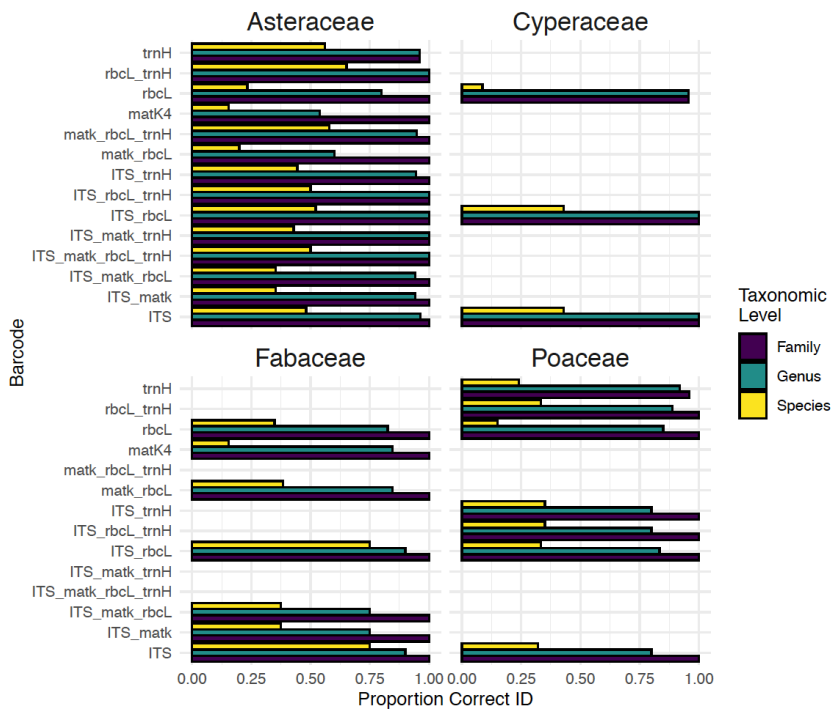 Asteraceae
Cyperaceae
trnH
rbcL_trnH
rbcL
matK4
matk_rbcL_trnH
matk_rbcL
ITS_trnH
ITS_rbcL_trnH
ITS_rbcL
ITS_matk_trnH
ITS_matk_rbcL_trnH
ITS_matk_rbcL
ITS_matk
ITS
Barcode
Taxonomic
Level
Family
Genus
Species
Fabaceae
Poaceae
trnH
rbcL_trnH
rbcL
matK4
matk_rbcL_trnH
matk_rbcL
ITS_trnH
ITS_rbcL_trnH
ITS_rbcL
ITS_matk_trnH
ITS_matk_rbcL_trnH
ITS_matk_rbcL
ITS_matk
ITS
0.00 0.25 0.50 0.75 1.00 0.00 0.25 0.50 0.75 1.00
Proportion Correct ID